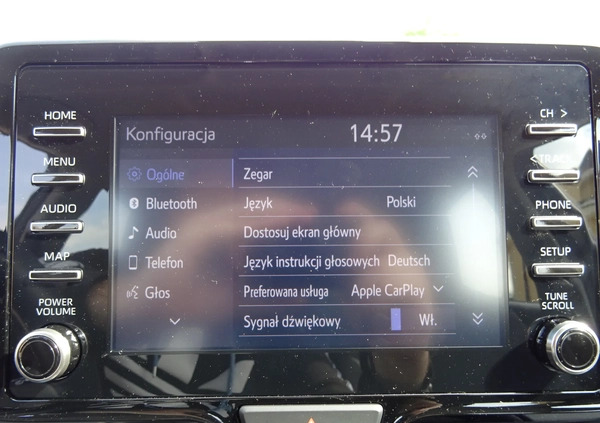 HOME
MENU
AUDIO
MAP
POWER
VOLUME
Konfiguracja
14:57
Ogólne
Bluetooth
Audio
Telefon
Głos
Zegar
Język Polski
Dostosuj ekran główny
Język instrukcji głosowych Deutsch
Preferowana usługa Apple CarPlay
Sygnał dźwiękowy Wł.
CH >
< TRACK
PHONE
SETUP
TUNE
SCROLL